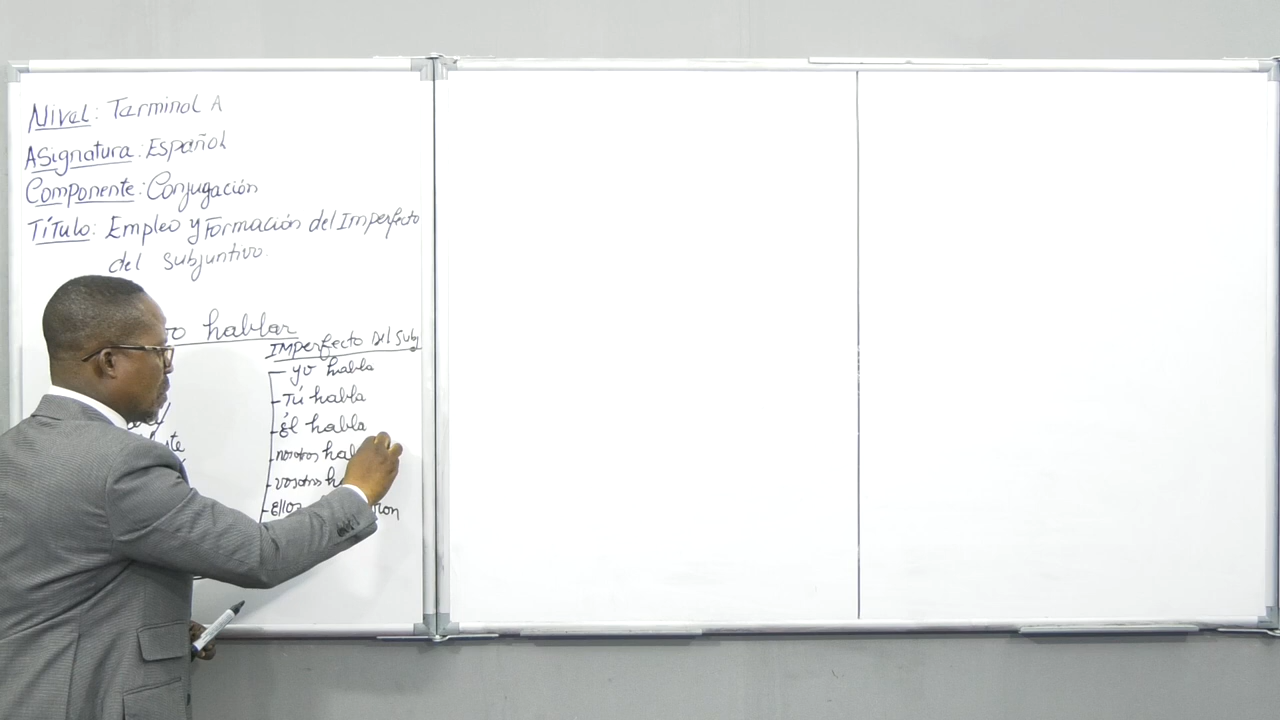 Nivel: Terminal A
Asignatura: Español
Componente: Conjugación
Título: Empleo y Formación del Imperfecto
del subjuntivo.
hablar
Imperfecto Del Subj
yo habla
Tú habla
Él habla
nosotros
vosotros
Ellos